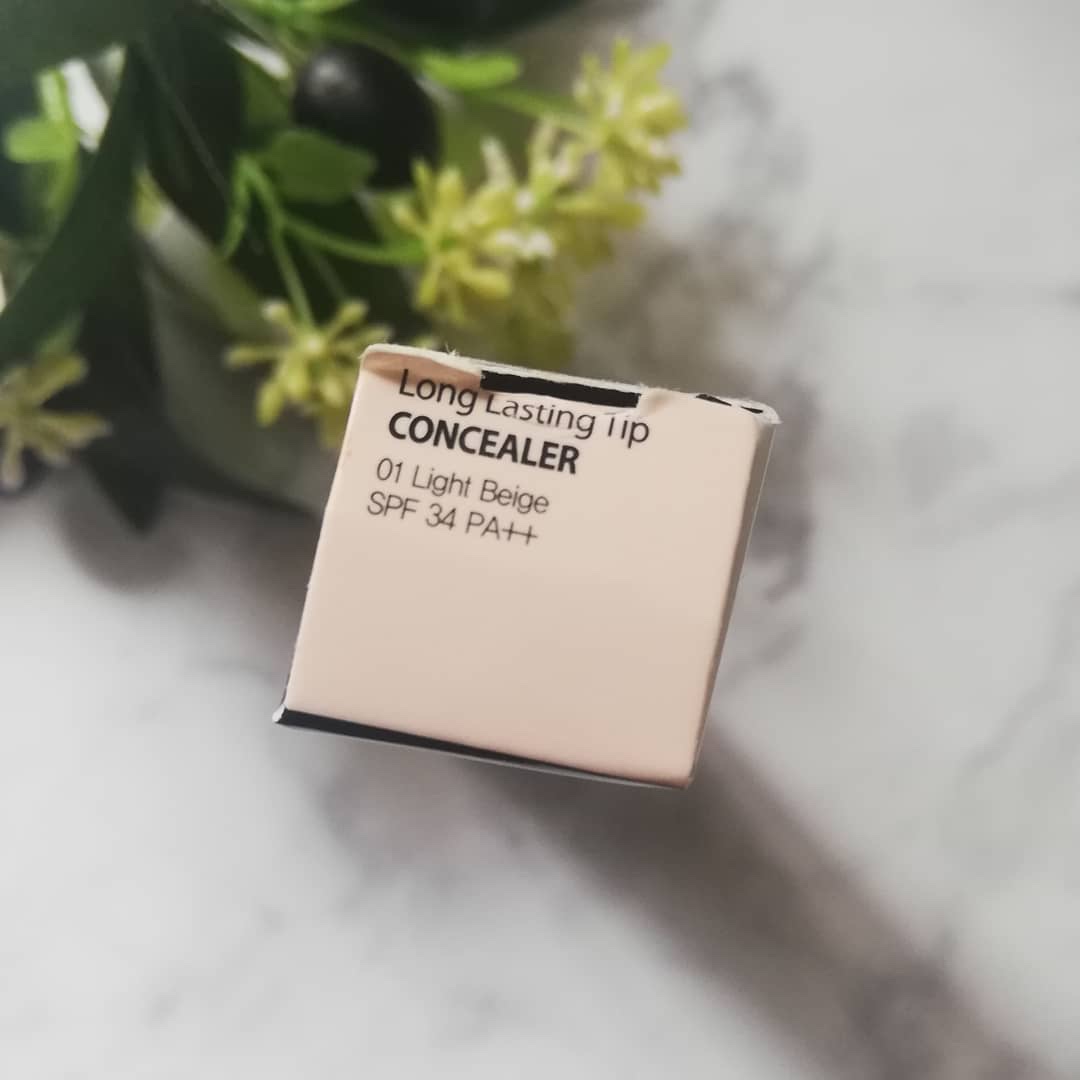 Long Lasting Tip
CONCEALER
01 Light Beige
SPF 34 PA++